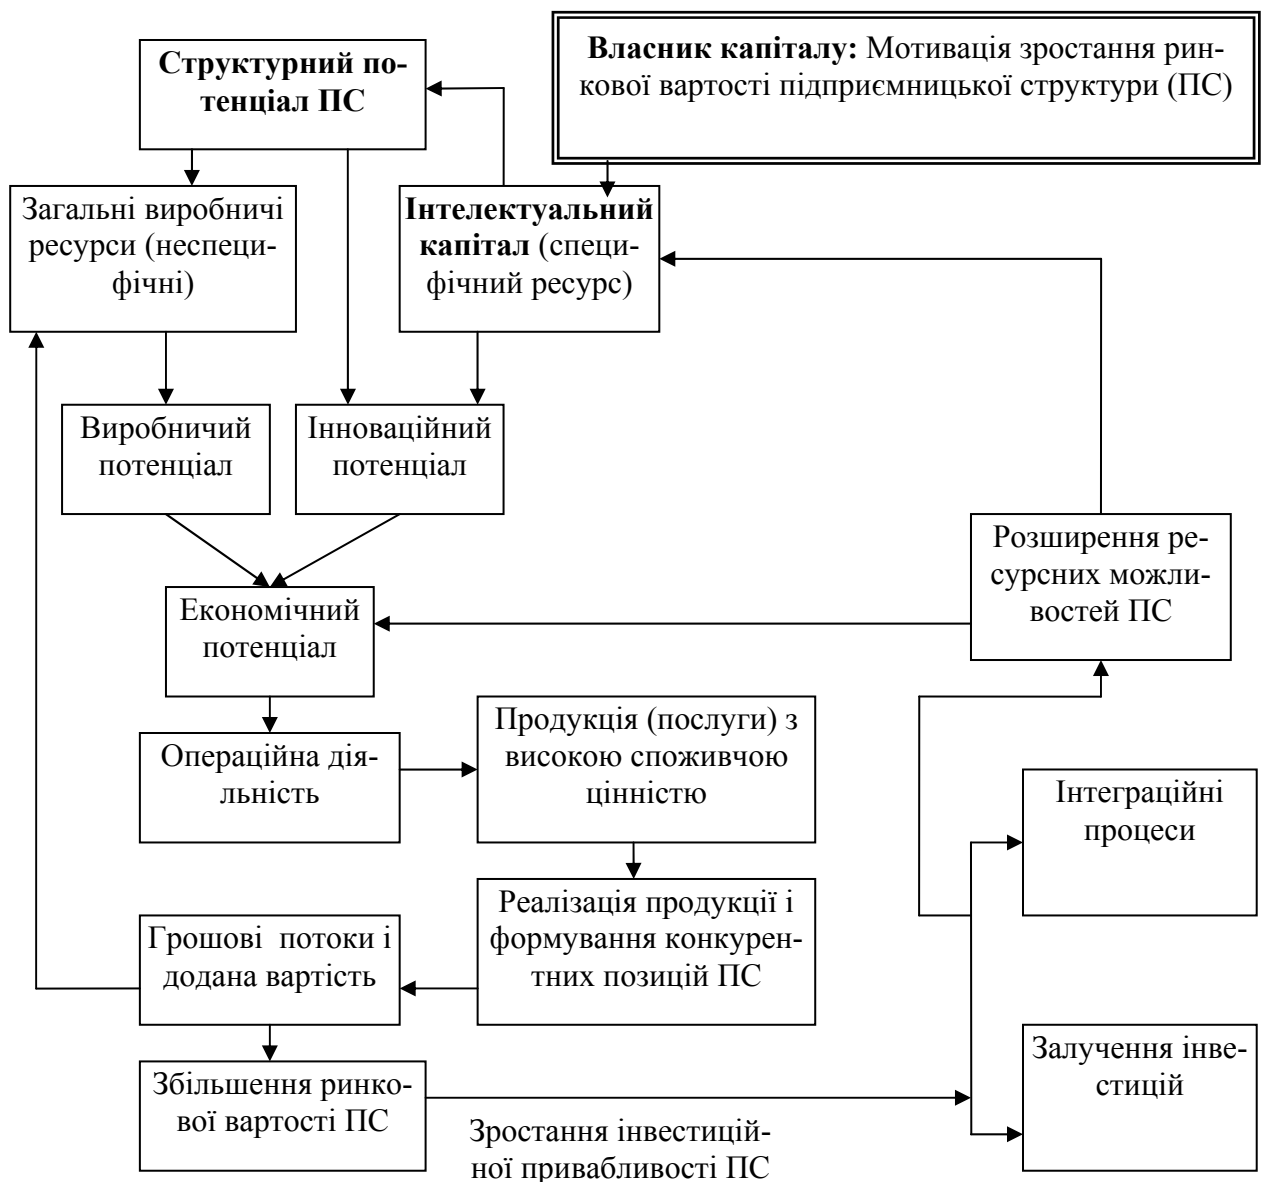 Власник капіталу: Мотивація зростання рин-
кової вартості підприємницької структури (ПС)
Структурний по-
тенціал ПС
Загальні виробничі
ресурси (неспеци-
фічні)
Інтелектуальний
капітал (специ-
фічний ресурс)
Виробничий
потенціал
Інноваційний
потенціал
Розширення ре-
сурсних можли-
востей ПС
Економічний
потенціал
Операційна дія-
льність
Продукція (послуги) з
високою споживчою
цінністю
Інтеграційні
процеси
Реалізація продукції і
формування конкурен-
тних позицій ПС
Грошові потоки і
додана вартість
Залучення інве-
стицій
Збільшення ринко-
вої вартості ПС
Зростання інвестицій-
ної привабливості ПС